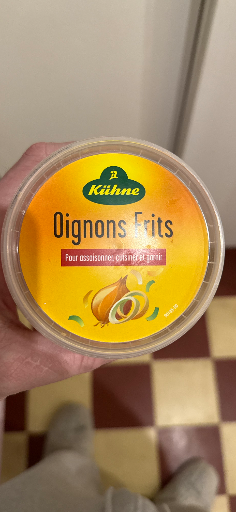 Kühne
Oignons Frits
Pour assaisonner, cuisiner et garnir